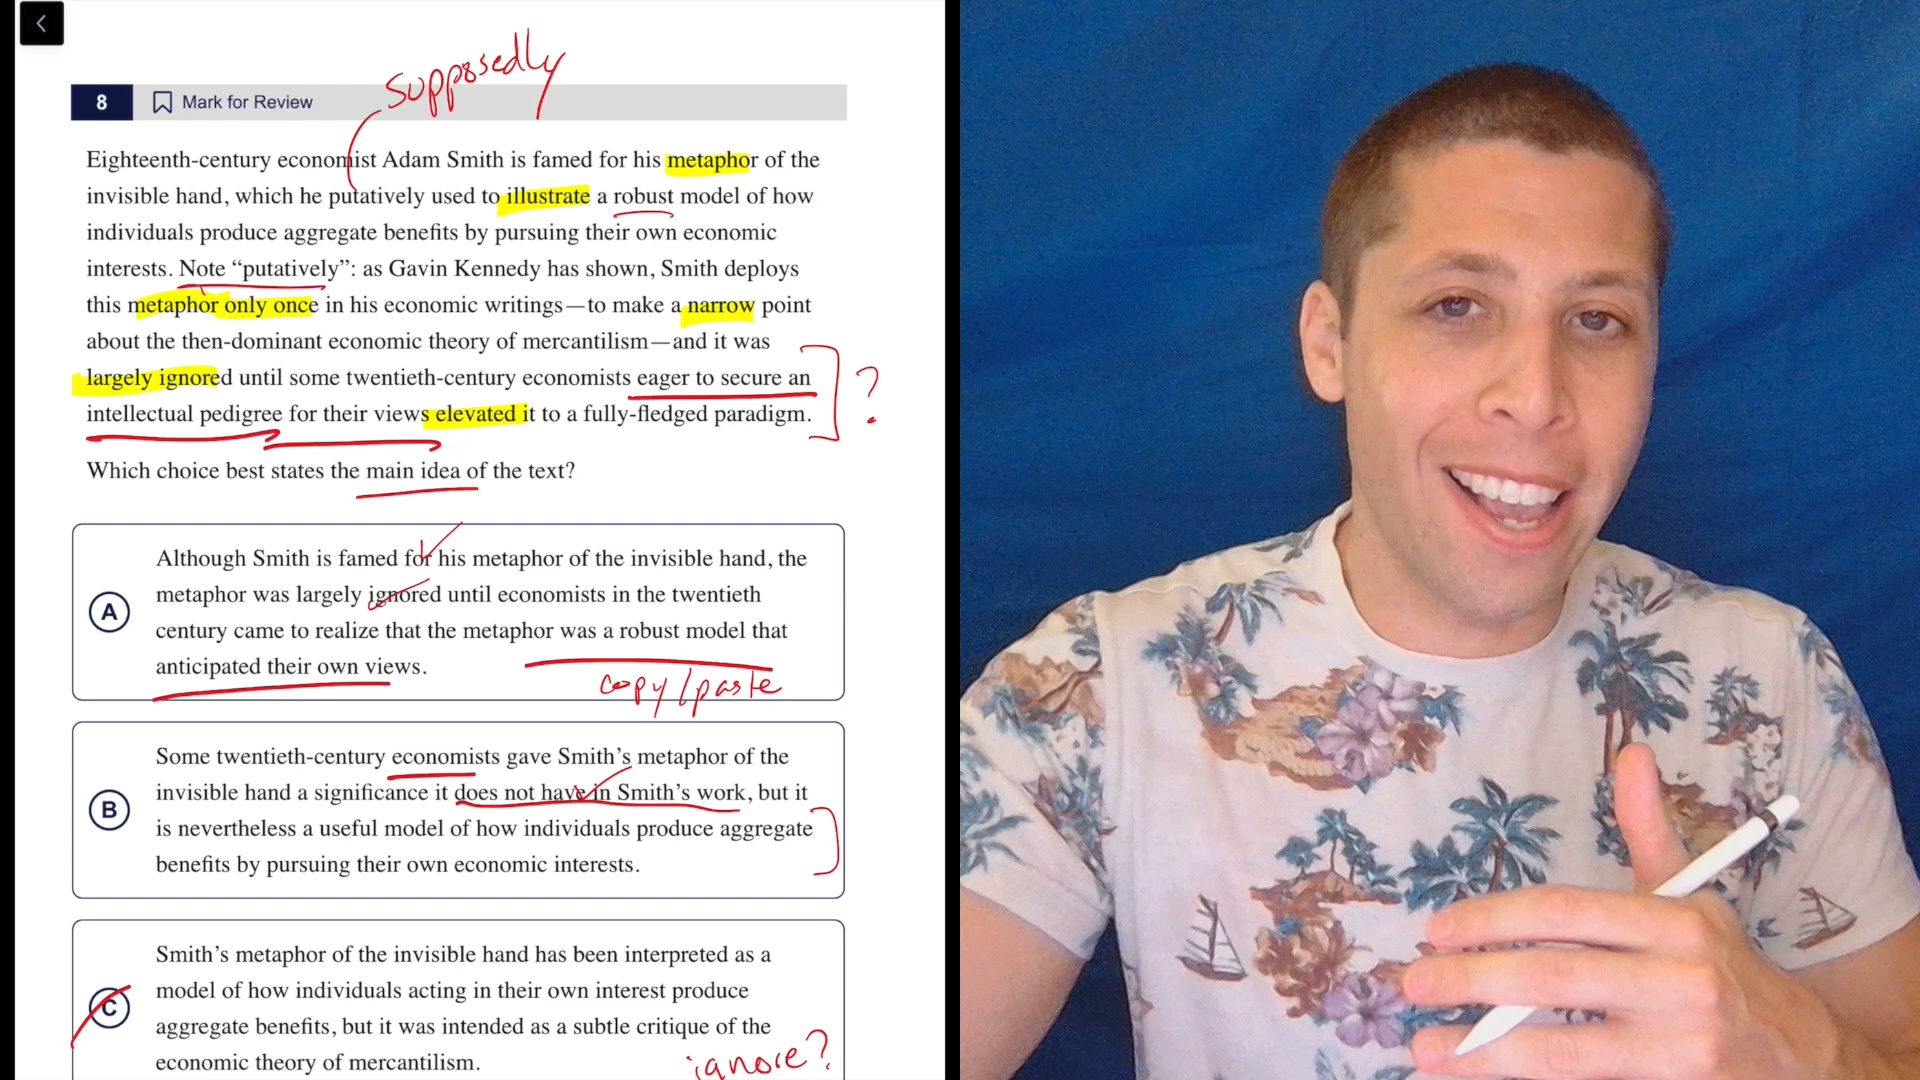 supposedly
8 Mark for Review
Eighteenth-century economist Adam Smith is famed for his metaphor of the
invisible hand, which he putatively used to illustrate a robust model of how
individuals produce aggregate benefits by pursuing their own economic
interests. Note “putatively”: as Gavin Kennedy has shown, Smith deploys
this metaphor only once in his economic writings—to make a narrow point
about the then-dominant economic theory of mercantilism—and it was
largely ignored until some twentieth-century economists eager to secure an
intellectual pedigree for their views elevated it to a fully-fledged paradigm.
?
Which choice best states the main idea of the text?
A
Although Smith is famed for his metaphor of the invisible hand, the
metaphor was largely ignored until economists in the twentieth
century came to realize that the metaphor was a robust model that
anticipated their own views.
copy/paste
B
Some twentieth-century economists gave Smith’s metaphor of the
invisible hand a significance it does not have in Smith’s work, but it
is nevertheless a useful model of how individuals produce aggregate
benefits by pursuing their own economic interests.
C
Smith’s metaphor of the invisible hand has been interpreted as a
model of how individuals acting in their own interest produce
aggregate benefits, but it was intended as a subtle critique of the
economic theory of mercantilism.
ignore?